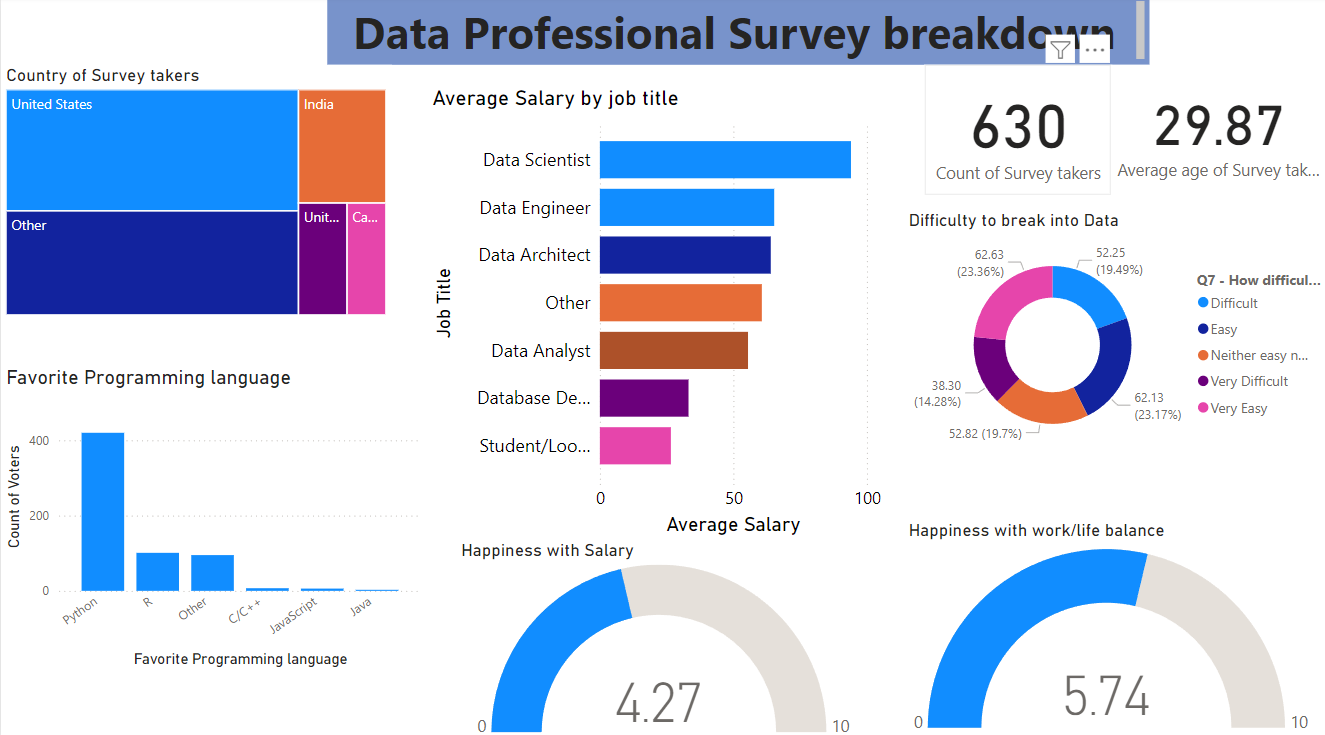 Data Professional Survey breakdown
Country of Survey takers
United States
India
Other
Unit...
Ca...
Favorite Programming language
Count of Voters
400
200
0
Python
R
Other
C/C++
JavaScript
Java
Favorite Programming language
Average Salary by job title
Job Title
Data Scientist
Data Engineer
Data Architect
Other
Data Analyst
Database De...
Student/Loo...
0
50
100
Average Salary
630
Count of Survey takers
29.87
Average age of Survey tak...
Difficulty to break into Data
62.63
(23.36%)
52.25
(19.49%)
38.30
(14.28%)
62.13
(23.17%)
52.82 (19.7%)
Q7 - How difficul...
Difficult
Easy
Neither easy n...
Very Difficult
Very Easy
Happiness with Salary
4.27
0
10
Happiness with work/life balance
5.74
0
10